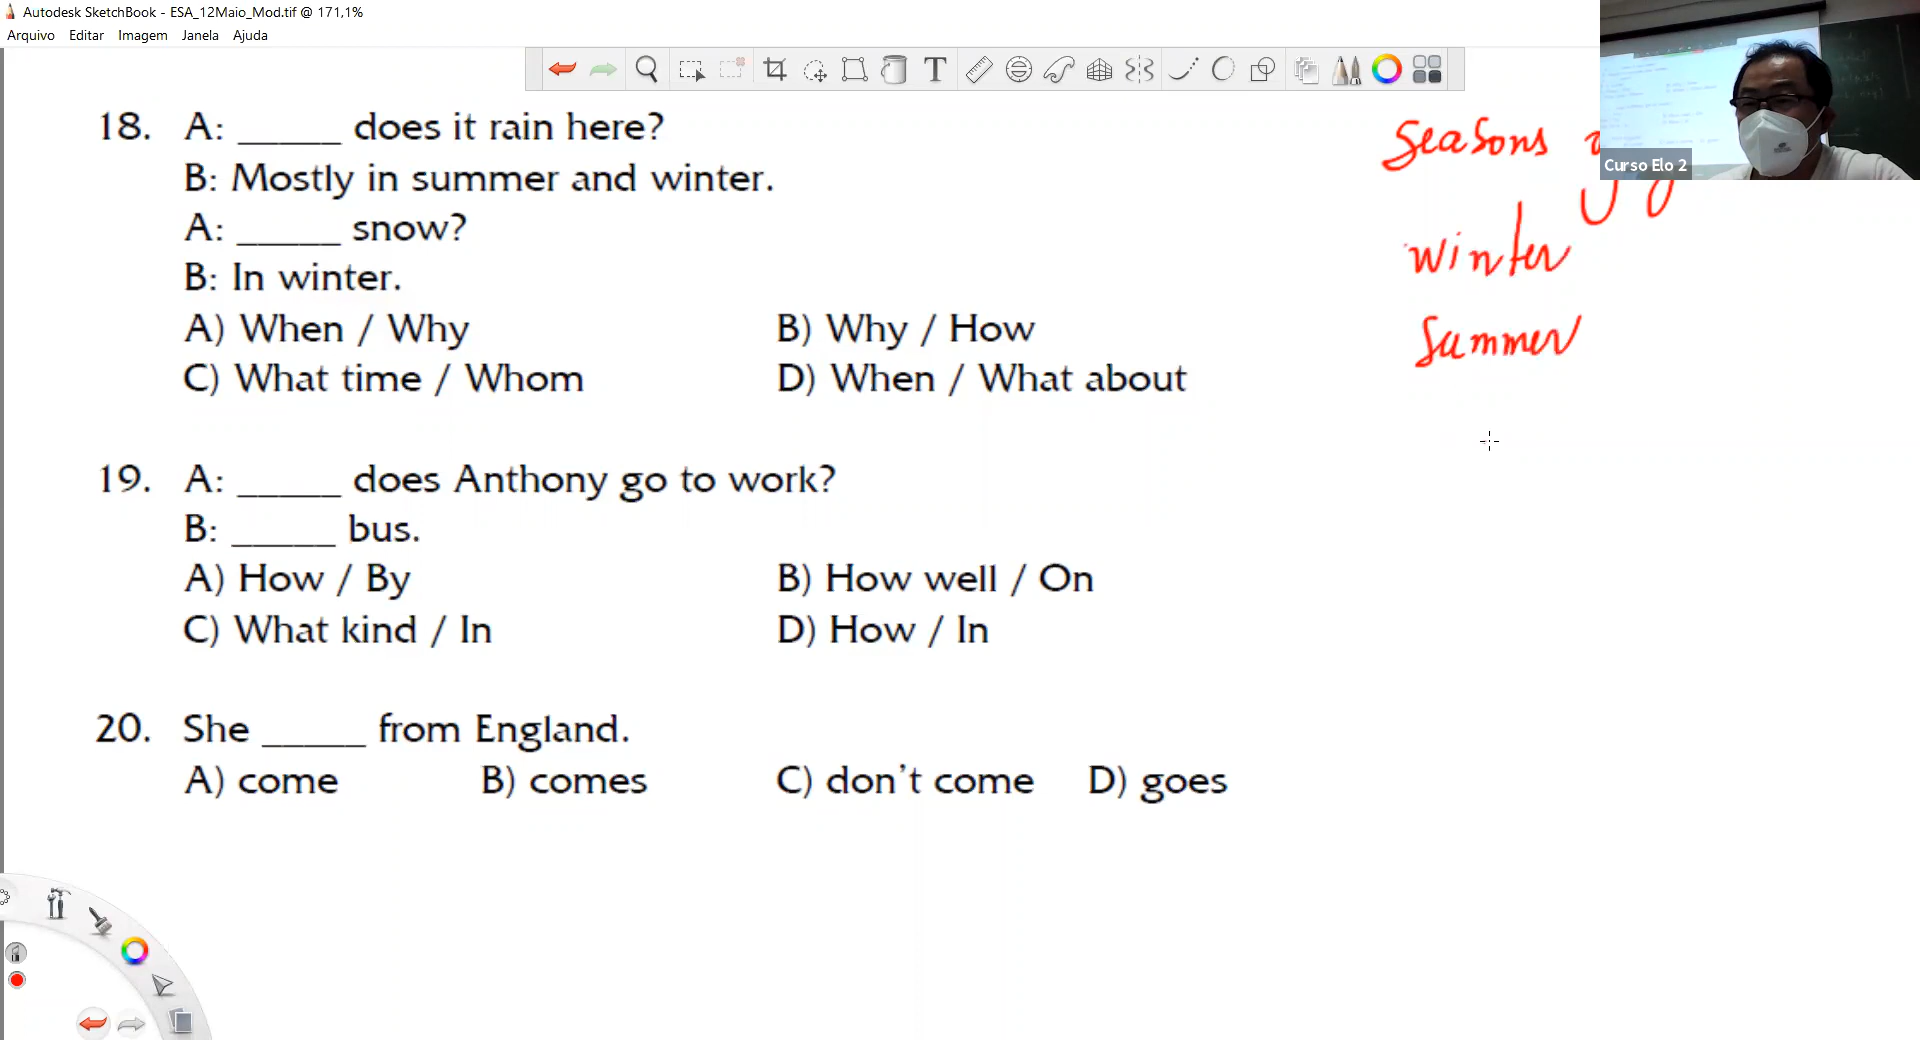 Autodesk SketchBook - ESA_12Maio_Mod.tif @ 171,1%
Arquivo Editar Imagem Janela Ajuda
18. A: _____ does it rain here?
B: Mostly in summer and winter.
A: _____ snow?
B: In winter.
A) When / Why B) Why / How
C) What time / Whom D) When / What about
19. A: _____ does Anthony go to work?
B: _____ bus.
A) How / By B) How well / On
C) What kind / In D) How / In
20. She _____ from England.
A) come B) comes C) don't come D) goes
Seasons
winter
Summer
Curso Elo 2